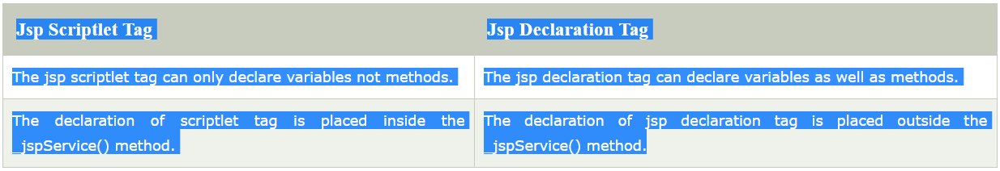 Jsp Scriptlet Tag
Jsp Declaration Tag
The jsp scriptlet tag can only declare variables not methods.
The jsp declaration tag can declare variables as well as methods.
The declaration of scriptlet tag is placed inside the
_jspService() method.
The declaration of jsp declaration tag is placed outside the
_jspService() method.